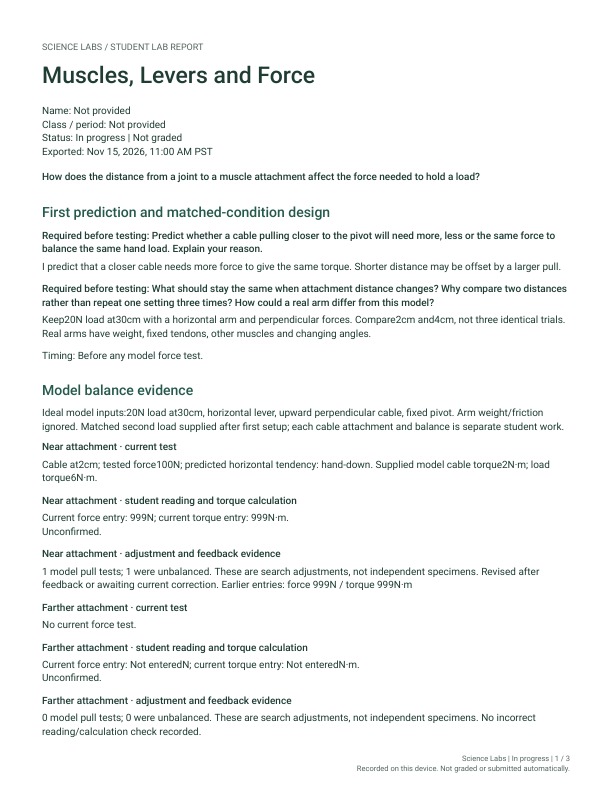 SCIENCE LABS / STUDENT LAB REPORT
Muscles, Levers and Force
Name: Not provided
Class / period: Not provided
Status: In progress | Not graded
Exported: Nov 15, 2026, 11:00 AM PST
How does the distance from a joint to a muscle attachment affect the force needed to hold a load?
First prediction and matched-condition design
Required before testing: Predict whether a cable pulling closer to the pivot will need more, less or the same force to
balance the same hand load. Explain your reason.
I predict that a closer cable needs more force to give the same torque. Shorter distance may be offset by a larger pull.
Required before testing: What should stay the same when attachment distance changes? Why compare two distances
rather than repeat one setting three times? How could a real arm differ from this model?
Keep20N load at30cm with a horizontal arm and perpendicular forces. Compare2cm and4cm, not three identical trials.
Real arms have weight, fixed tendons, other muscles and changing angles.
Timing: Before any model force test.
Model balance evidence
Ideal model inputs:20N load at30cm, horizontal lever, upward perpendicular cable, fixed pivot. Arm weight/friction
ignored. Matched second load supplied after first setup; each cable attachment and balance is separate student work.
Near attachment · current test
Cable at2cm; tested force100N; predicted horizontal tendency: hand-down. Supplied model cable torque2N·m; load
torque6N·m.
Near attachment · student reading and torque calculation
Current force entry: 999N; current torque entry: 999N·m.
Unconfirmed.
Near attachment · adjustment and feedback evidence
1 model pull tests; 1 were unbalanced. These are search adjustments, not independent specimens. Revised after
feedback or awaiting current correction. Earlier entries: force 999N / torque 999N·m
Farther attachment · current test
No current force test.
Farther attachment · student reading and torque calculation
Current force entry: Not enteredN; current torque entry: Not enteredN·m.
Unconfirmed.
Farther attachment · adjustment and feedback evidence
0 model pull tests; 0 were unbalanced. These are search adjustments, not independent specimens. No incorrect
reading/calculation check recorded.
Science Labs | In progress | 1 / 3
Recorded on this device. Not graded or submitted automatically.